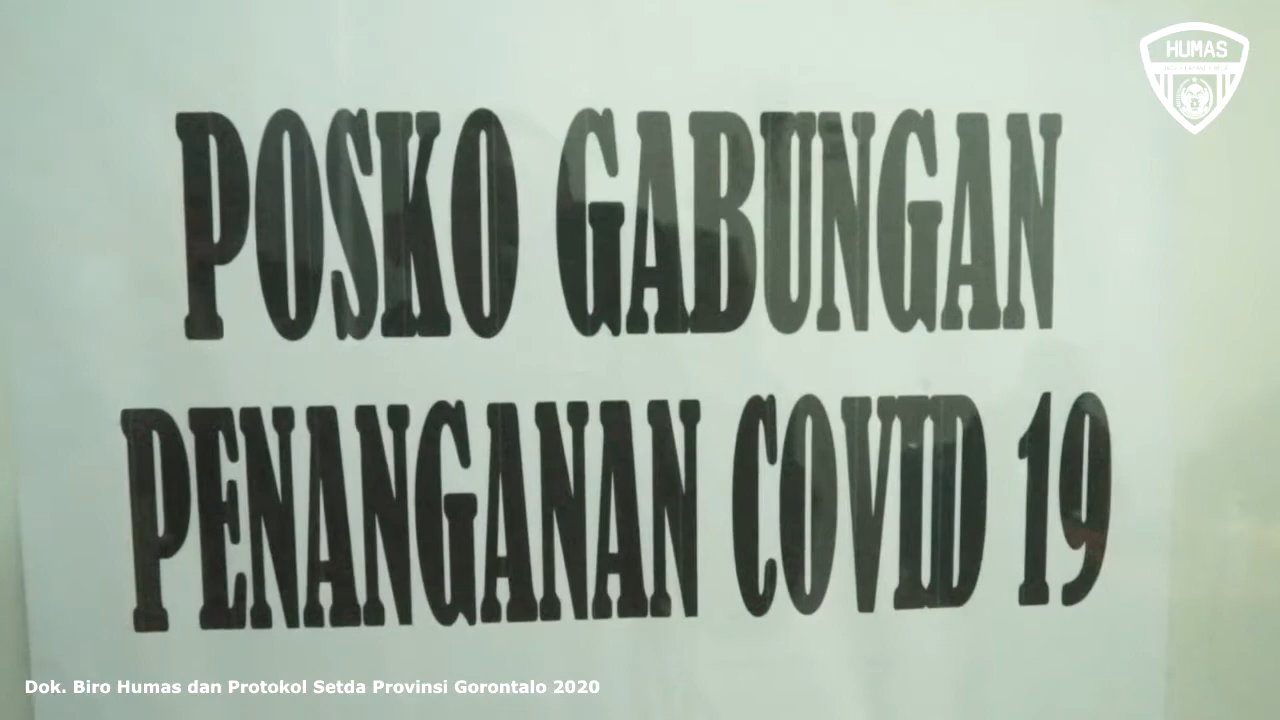 HUMAS
POSKO GABUNGAN
PENANGANAN COVID 19
Dok. Biro Humas dan Protokol Setda Provinsi Gorontalo 2020